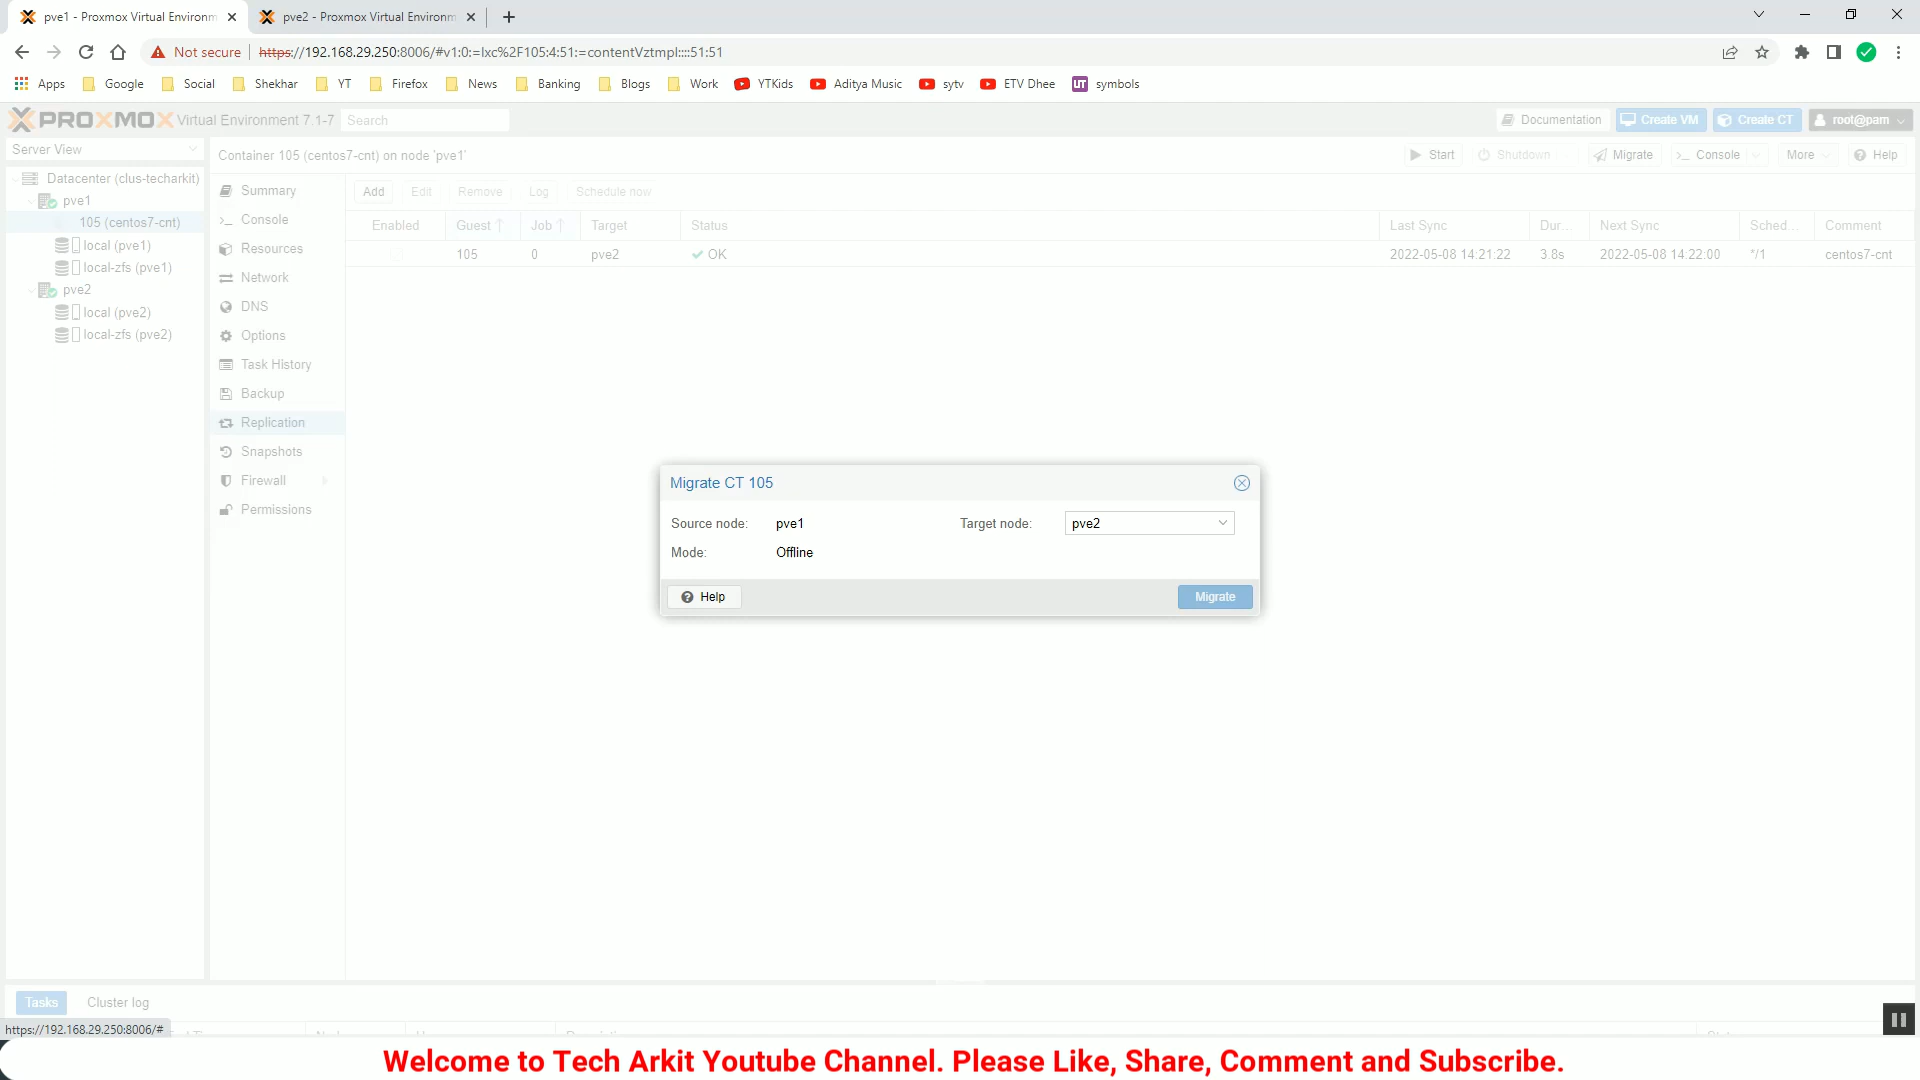 pve1 - Proxmox Virtual Environm
pve2 - Proxmox Virtual Environm
Not secure
https://192.168.29.250:8006/#v1:0:=lxc%2F105:4:51:=contentVztmpl::::51:51
Apps Google Social Shekhar YT Firefox News Banking Blogs Work YTKids Aditya Music sytv ETV Dhee UT symbols
PROXMOX Virtual Environment 7.1-7 Search Documentation Create VM Create CT root@pam
Server View
Container 105 (centos7-cnt) on node 'pve1' Start Shutdown Migrate Console More Help
Datacenter (clus-techarkit)
pve1
105 (centos7-cnt)
local (pve1)
local-zfs (pve1)
pve2
local (pve2)
local-zfs (pve2)
Summary
Console
Resources
Network
DNS
Options
Task History
Backup
Replication
Snapshots
Firewall
Permissions
Add Edit Remove Log Schedule now
Enabled Guest Job Target Status Last Sync Dur... Next Sync Sched... Comment
105 0 pve2 OK 2022-05-08 14:21:22 3.8s 2022-05-08 14:22:00 */1 centos7-cnt
Migrate CT 105
Source node: pve1 Target node: pve2
Mode: Offline
Help Migrate
Tasks Cluster log
https://192.168.29.250:8006/#
Welcome to Tech Arkit Youtube Channel. Please Like, Share, Comment and Subscribe.